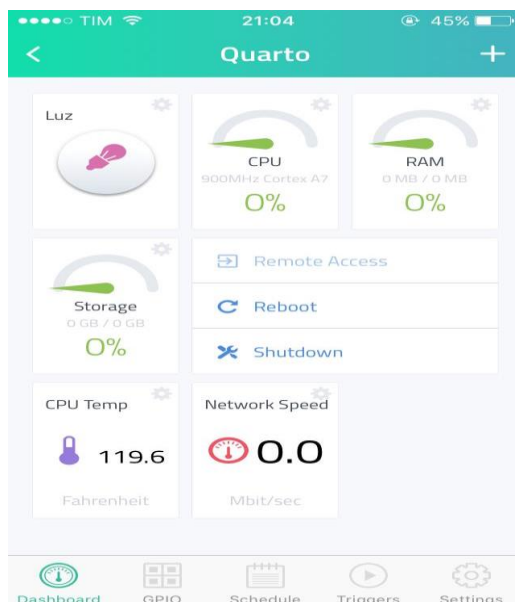 TIM 21:04 45%
Quarto
Luz
CPU
900MHz Cortex A7
0%
RAM
0 MB / 0 MB
0%
Storage
0 GB / 0 GB
0%
Remote Access
Reboot
Shutdown
CPU Temp
119.6
Fahrenheit
Network Speed
0.0
Mbit/sec
Dashboard GPIO Schedule Triggers Settings